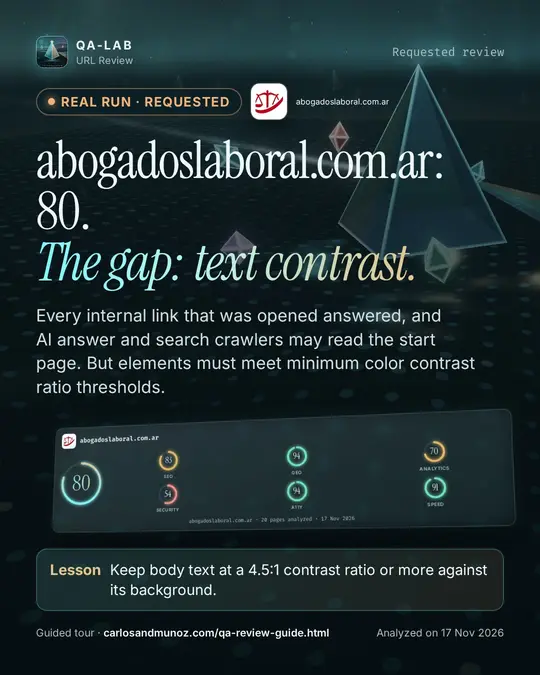 QA-LAB
URL Review
Requested review
REAL RUN · REQUESTED
abogadoslaboral.com.ar
abogadoslaboral.com.ar:
80.
The gap: text contrast.
Every internal link that was opened answered, and
AI answer and search crawlers may read the start
page. But elements must meet minimum color contrast
ratio thresholds.
abogadoslaboral.com.ar
80
83
SEO
94
GEO
70
ANALYTICS
54
SECURITY
94
A11Y
91
SPEED
abogadoslaboral.com.ar · 20 pages analyzed · 17 Nov 2026
Lesson Keep body text at a 4.5:1 contrast ratio or more against
its background.
Guided tour · carlosandmunoz.com/qa-review-guide.html
Analyzed on 17 Nov 2026